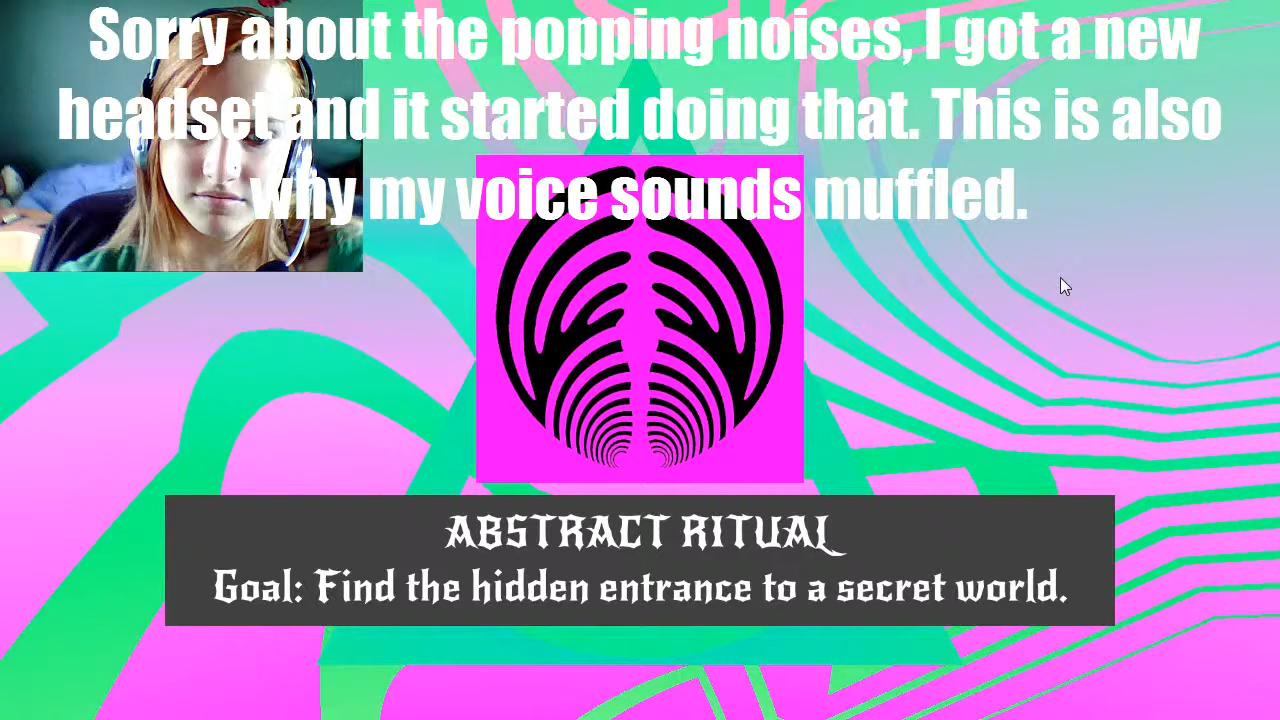 Sorry about the popping noises, I got a new
headset and it started doing that. This is also
why my voice sounds muffled.
ABSTRACT RITUAL
Goal: Find the hidden entrance to a secret world.